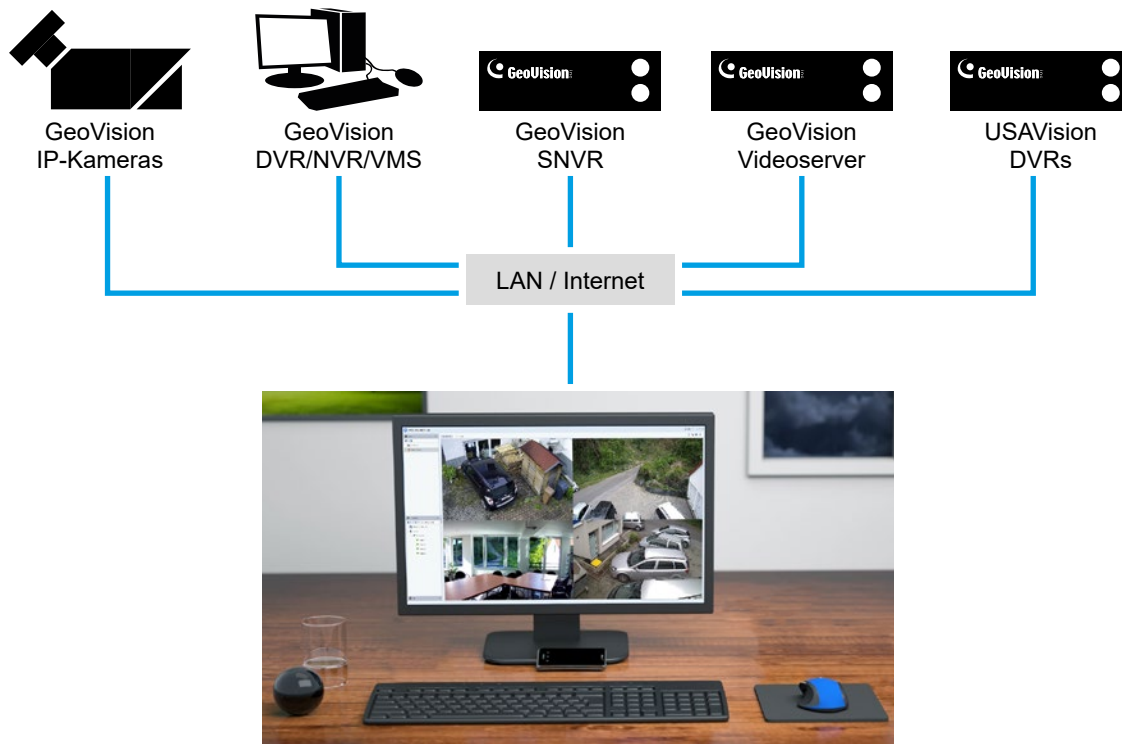 GeoVision
GeoVision
GeoVision
GeoVision
IP-Kameras
GeoVision
DVR/NVR/VMS
GeoVision
SNVR
GeoVision
Videoserver
USAVision
DVRs
LAN / Internet